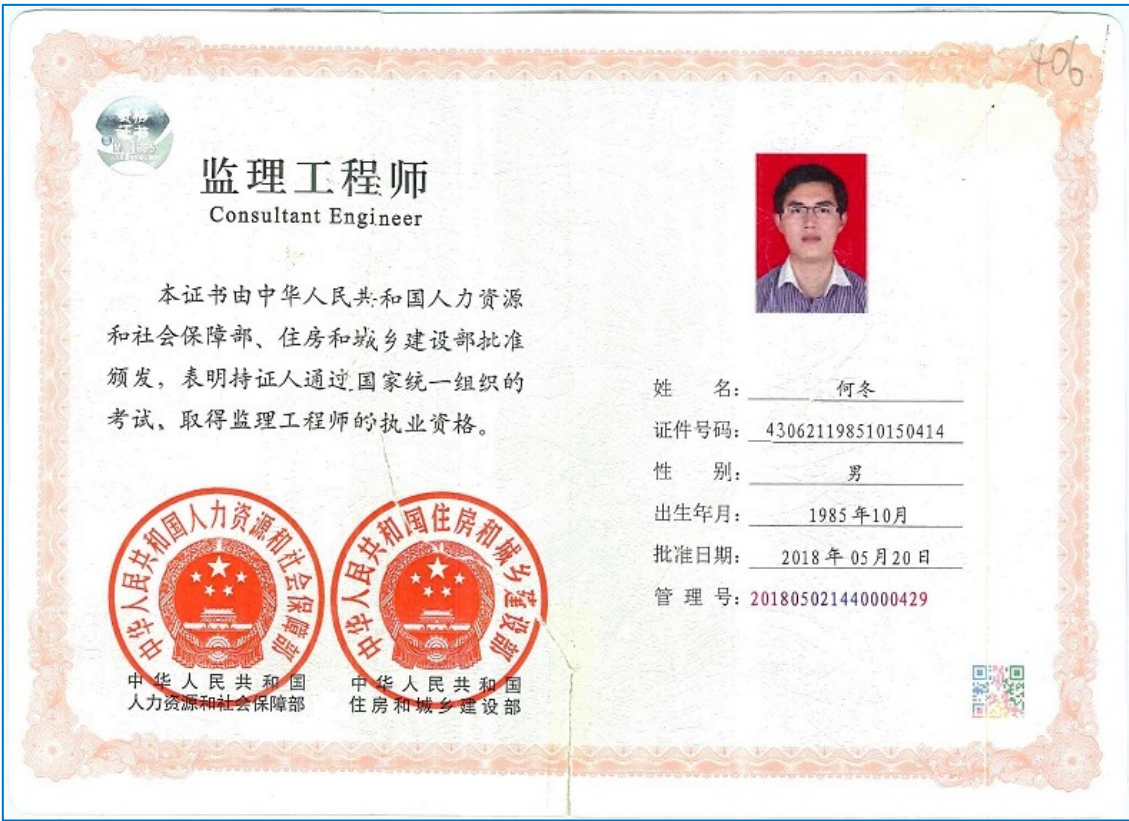 406
资格
证书
监理工程师
Consultant Engineer
本证书由中华人民共和国人力资源
和社会保障部、住房和城乡建设部批准
颁发，表明持证人通过国家统一组织的
考试、取得监理工程师的执业资格。
中华人民共和国人力资源和社会保障部
中华人民共和国住房和城乡建设部
中华人民共和国
人力资源和社会保障部
中华人民共和国
住房和城乡建设部
姓 名: 何冬
证件号码: 430621198510150414
性 别: 男
出生年月: 1985年10月
批准日期: 2018年05月20日
管 理 号: 201805021440000429